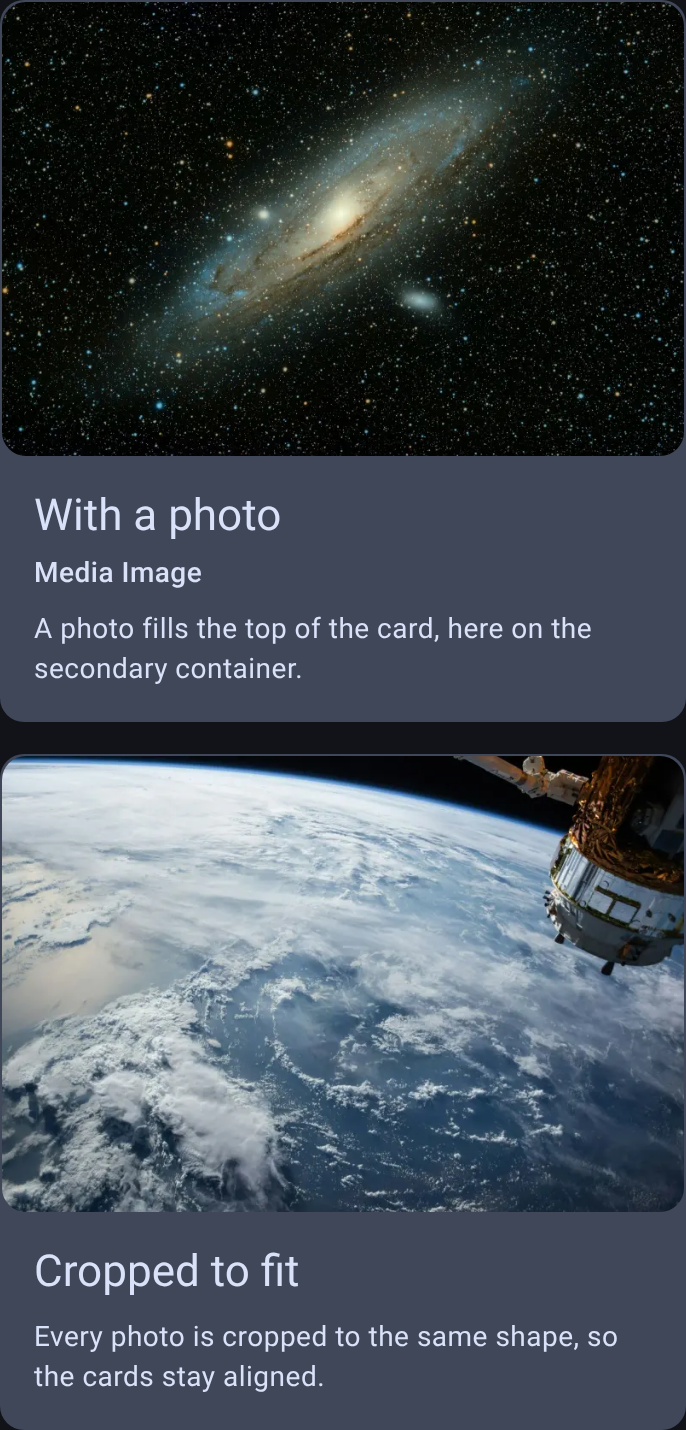 With a photo
Media Image
A photo fills the top of the card, here on the
secondary container.
Cropped to fit
Every photo is cropped to the same shape, so
the cards stay aligned.